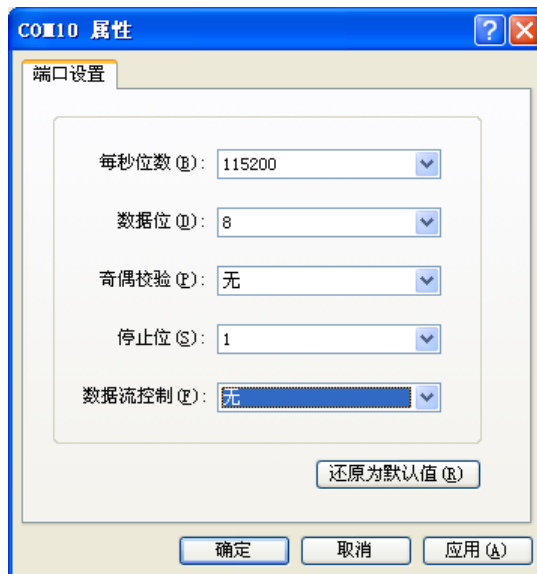 COM10 属性
端口设置
每秒位数(B): 115200
数据位(D): 8
奇偶校验(P): 无
停止位(S): 1
数据流控制(F): 无
还原为默认值(R)
确定 取消 应用(A)